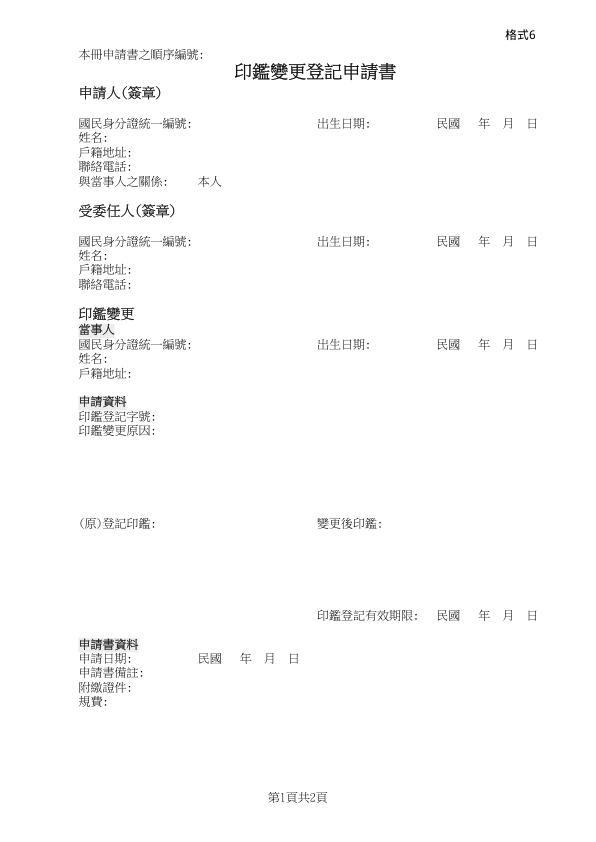 格式6
本冊申請書之順序編號:
印鑑變更登記申請書
申請人(簽章)
國民身分證統一編號: 出生日期: 民國 年 月 日
姓名:
戶籍地址:
聯絡電話:
與當事人之關係: 本人
受委任人(簽章)
國民身分證統一編號: 出生日期: 民國 年 月 日
姓名:
戶籍地址:
聯絡電話:
印鑑變更
當事人
國民身分證統一編號: 出生日期: 民國 年 月 日
姓名:
戶籍地址:
申請資料
印鑑登記字號:
印鑑變更原因:
(原)登記印鑑: 變更後印鑑:
印鑑登記有效期限: 民國 年 月 日
申請書資料
申請日期: 民國 年 月 日
申請書備註:
附繳證件:
規費:
第1頁共2頁